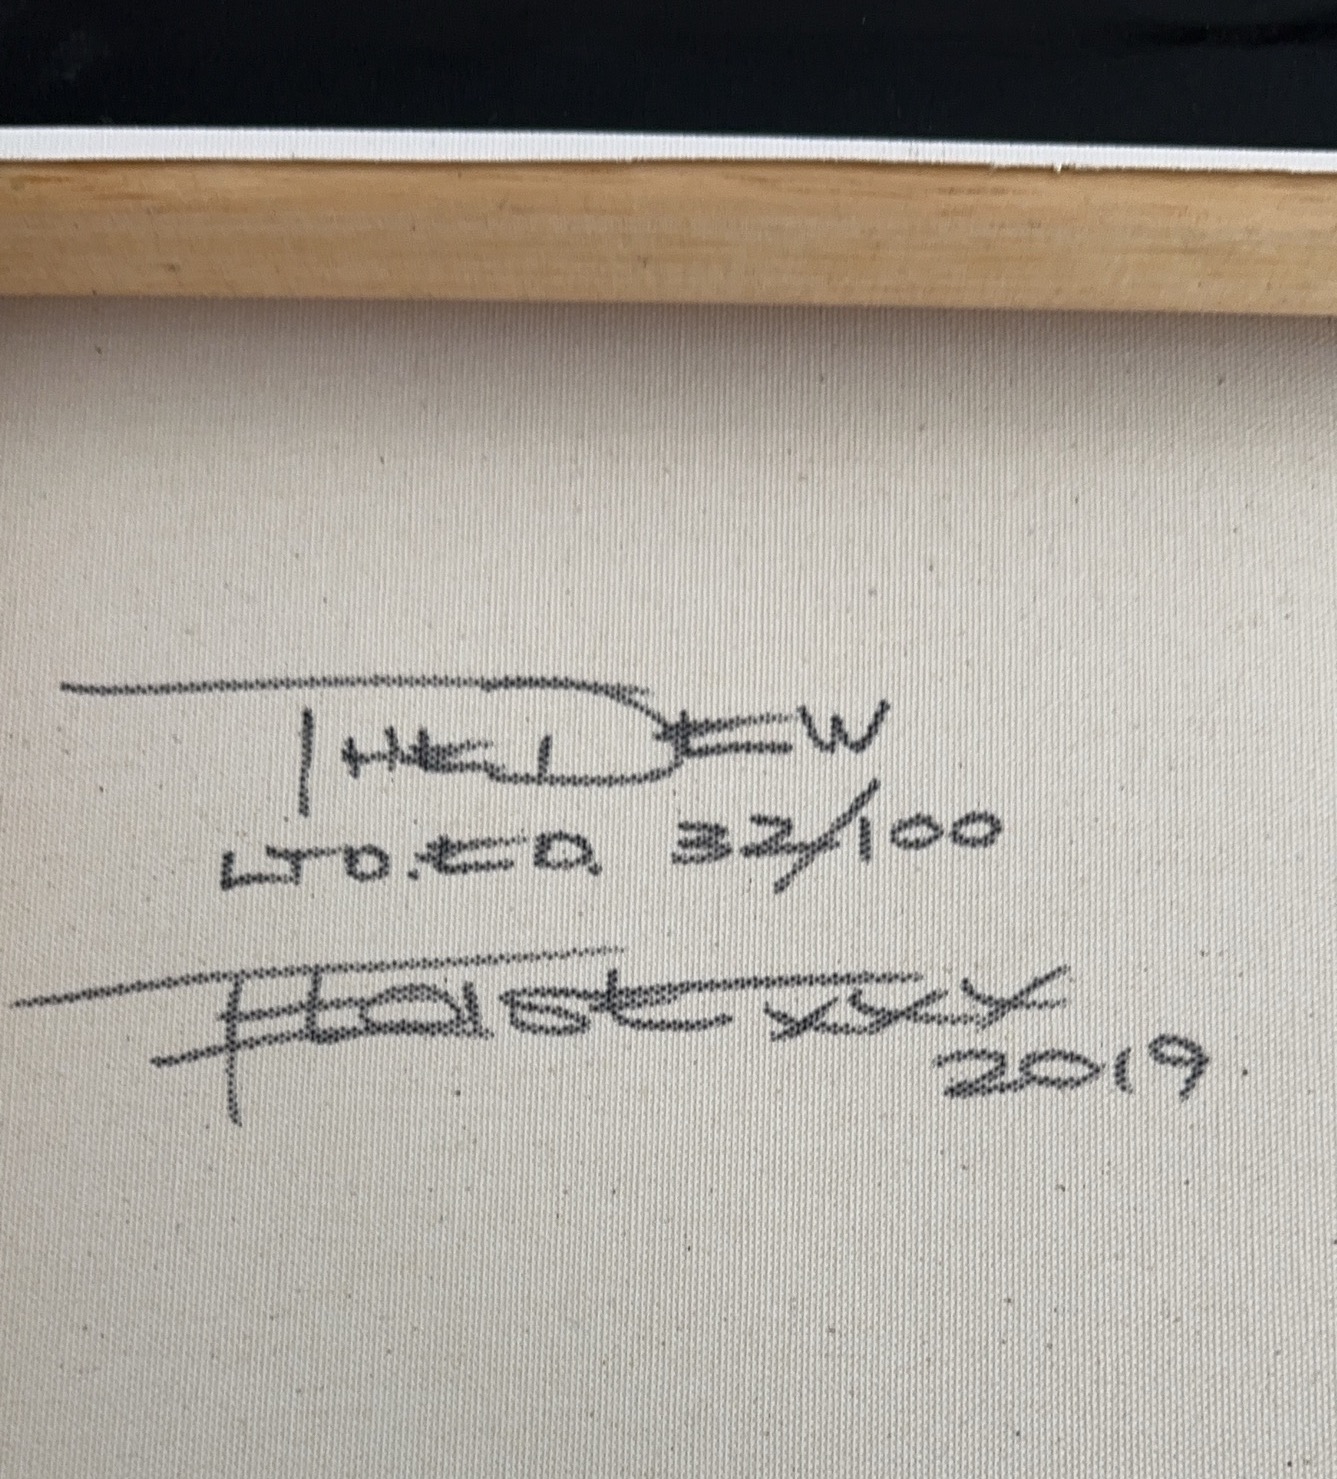 THE DEW
LTD. ED. 32/100
2019